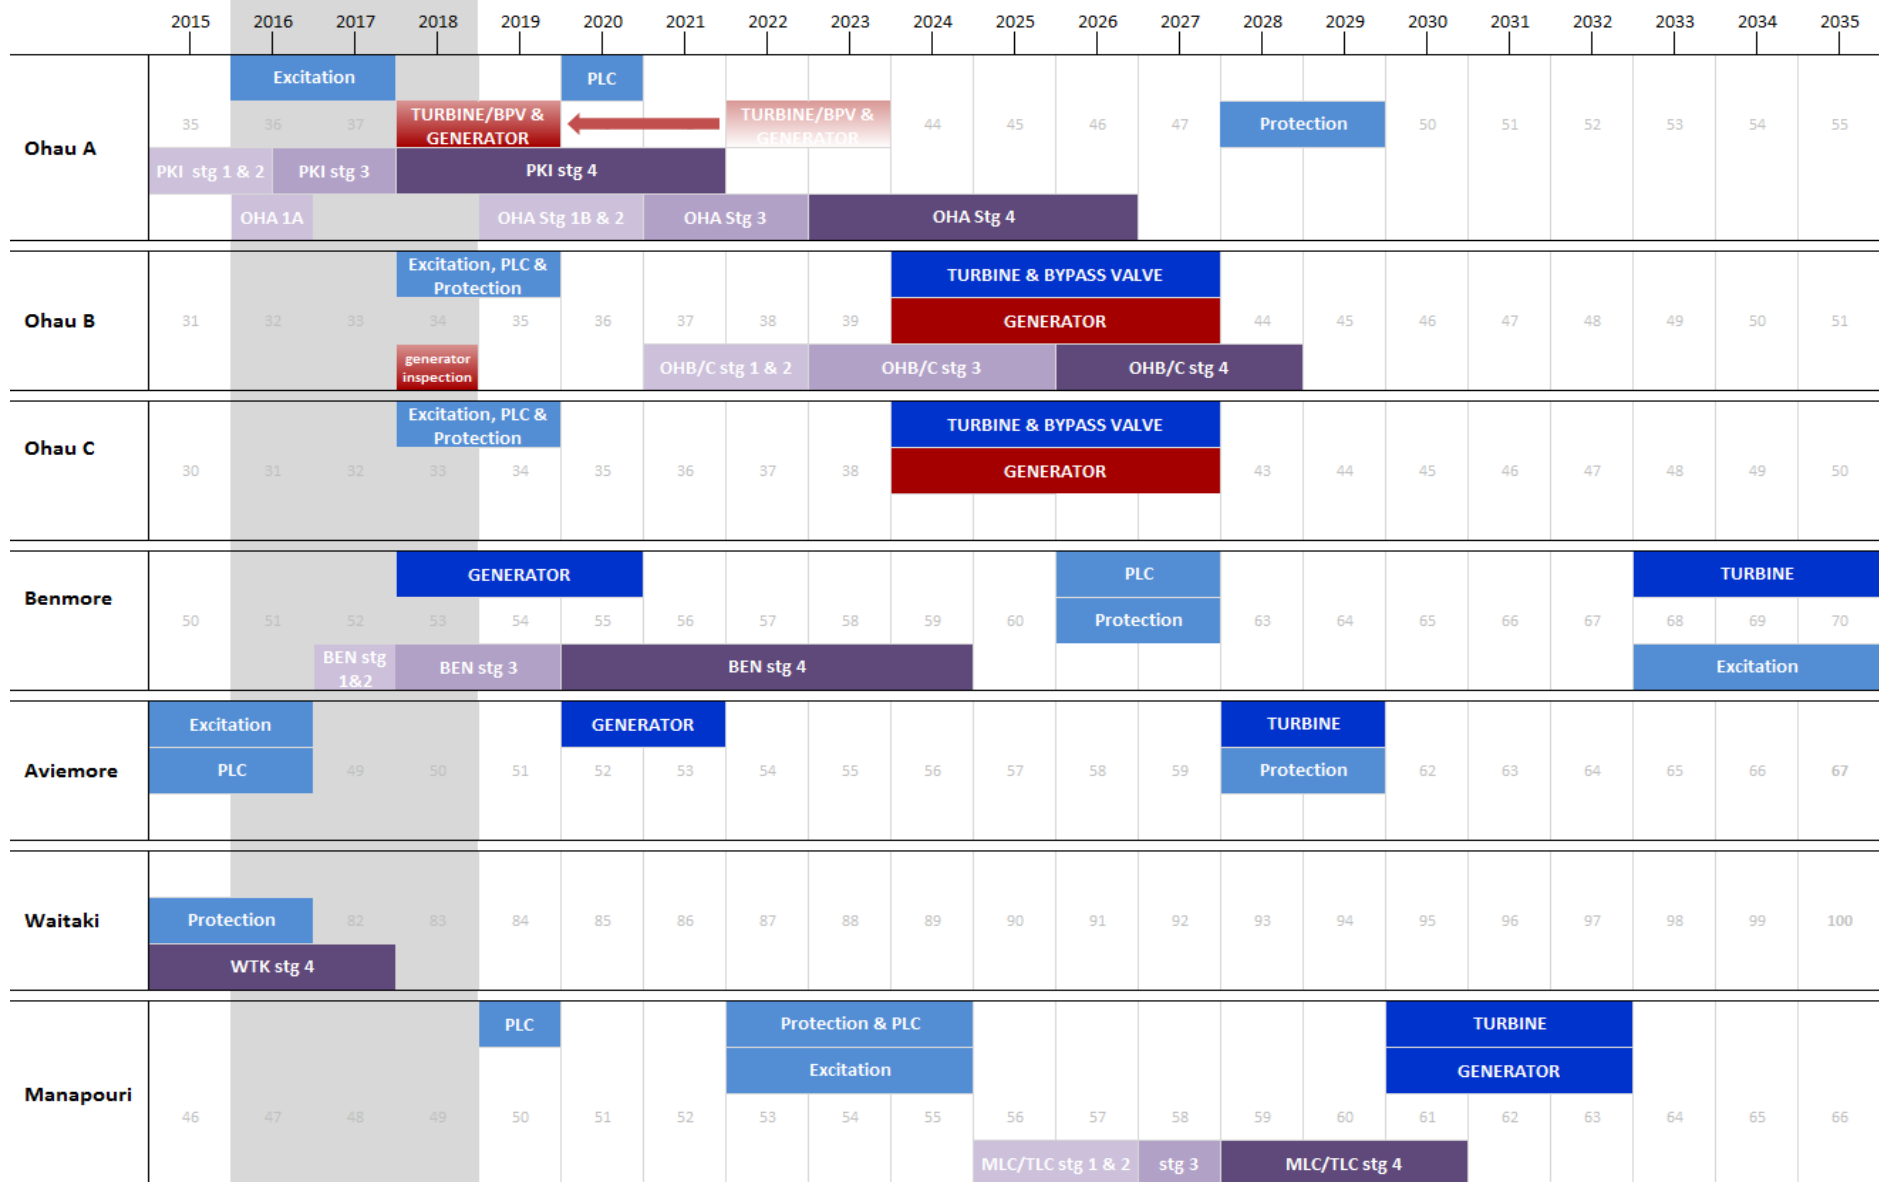 2015 2016 2017 2018 2019 2020 2021 2022 2023 2024 2025 2026 2027 2028 2029 2030 2031 2032 2033 2034 2035
Ohau A
Excitation PLC
35 36 37 TURBINE/BPV & GENERATOR TURBINE/BPV & GENERATOR 44 45 46 47 Protection 50 51 52 53 54 55
PKI stg 1 & 2 PKI stg 3 PKI stg 4
OHA 1A OHA Stg 1B & 2 OHA Stg 3 OHA Stg 4
Ohau B
Excitation, PLC & Protection TURBINE & BYPASS VALVE
31 32 33 34 35 36 37 38 39 GENERATOR 44 45 46 47 48 49 50 51
generator inspection OHB/C stg 1 & 2 OHB/C stg 3 OHB/C stg 4
Ohau C
Excitation, PLC & Protection TURBINE & BYPASS VALVE
30 31 32 33 34 35 36 37 38 GENERATOR 43 44 45 46 47 48 49 50
Benmore
GENERATOR PLC TURBINE
50 51 52 53 54 55 56 57 58 59 60 Protection 63 64 65 66 67 68 69 70
BEN stg 1&2 BEN stg 3 BEN stg 4 Excitation
Aviemore
Excitation GENERATOR TURBINE
PLC 49 50 51 52 53 54 55 56 57 58 59 Protection 62 63 64 65 66 67
Waitaki
Protection 82 83 84 85 86 87 88 89 90 91 92 93 94 95 96 97 98 99 100
WTK stg 4
Manapouri
PLC Protection & PLC TURBINE
Excitation GENERATOR
46 47 48 49 50 51 52 53 54 55 56 57 58 59 60 61 62 63 64 65 66
MLC/TLC stg 1 & 2 stg 3 MLC/TLC stg 4